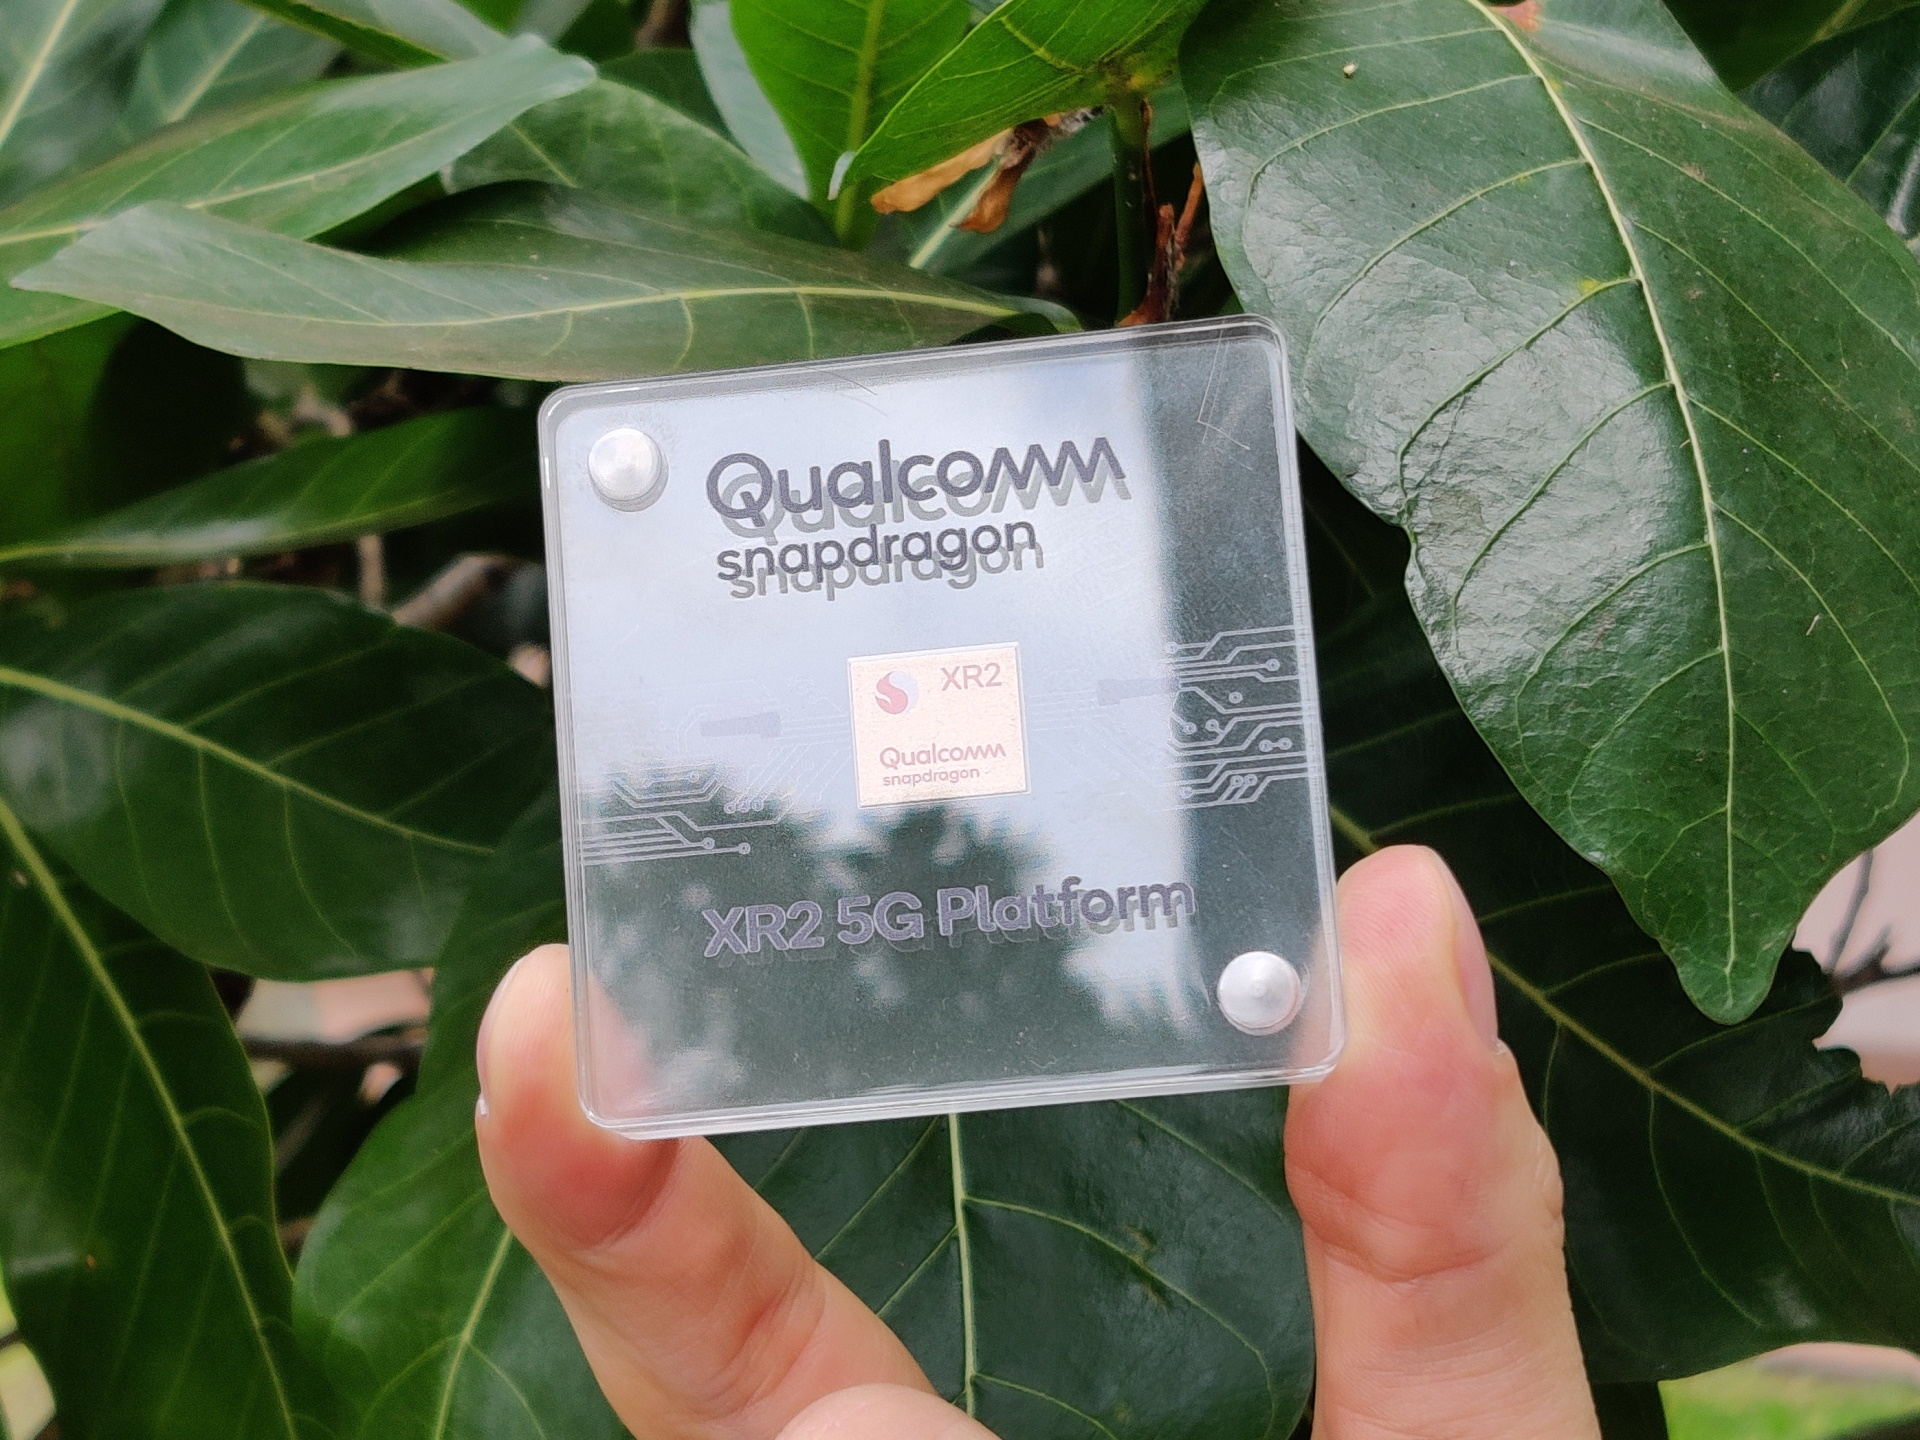 Qualcomm
snapdragon
XR2
Qualcomm
snapdragon
XR2 5G Platform